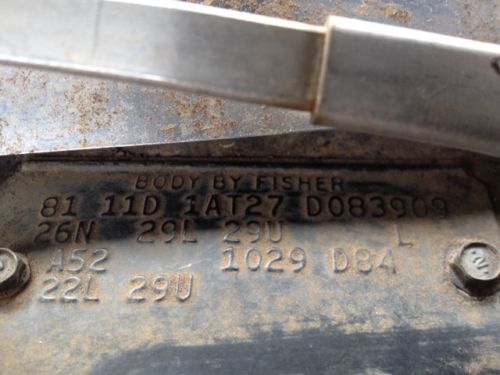 BODY BY FISHER
81 11D 1AT27 D083909
26N 29L 29U L
A52 1029 D84
22L 29U